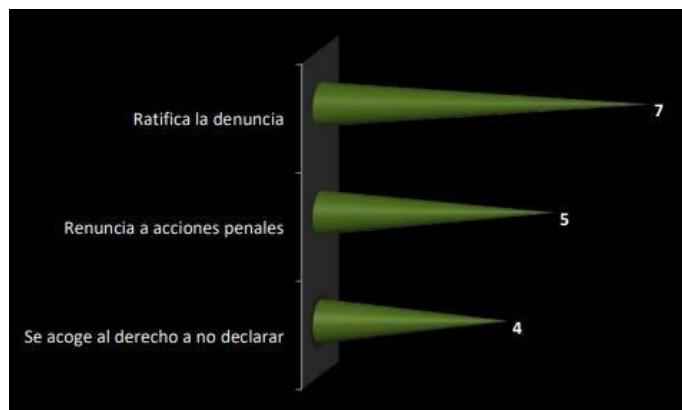 Ratifica la denuncia
7
Renuncia a acciones penales
5
Se acoge al derecho a no declarar
4